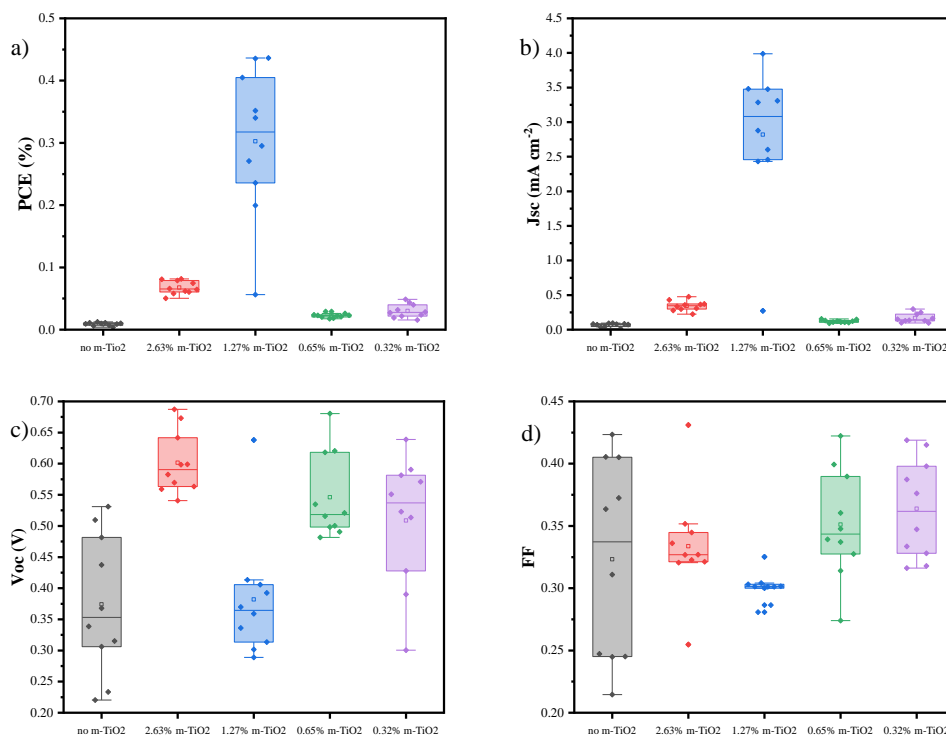 a)
PCE (%)
0.5
0.4
0.3
0.2
0.1
0.0
no m-Tio2 2.63% m-TiO2 1.27% m-TiO2 0.65% m-TiO2 0.32% m-TiO2
b)
Jsc (mA cm-2)
4.5
4.0
3.5
3.0
2.5
2.0
1.5
1.0
0.5
0.0
no m-TiO2 2.63% m-TiO2 1.27% m-TiO2 0.65% m-TiO2 0.32% m-TiO2
c)
Voc (V)
0.70
0.65
0.60
0.55
0.50
0.45
0.40
0.35
0.30
0.25
0.20
no m-TiO2 2.63% m-TiO2 1.27% m-TiO2 0.65% m-TiO2 0.32% m-TiO2
d)
FF
0.45
0.40
0.35
0.30
0.25
0.20
no m-TiO2 2.63% m-TiO2 1.27% m-TiO2 0.65% m-TiO2 0.32% m-TiO2